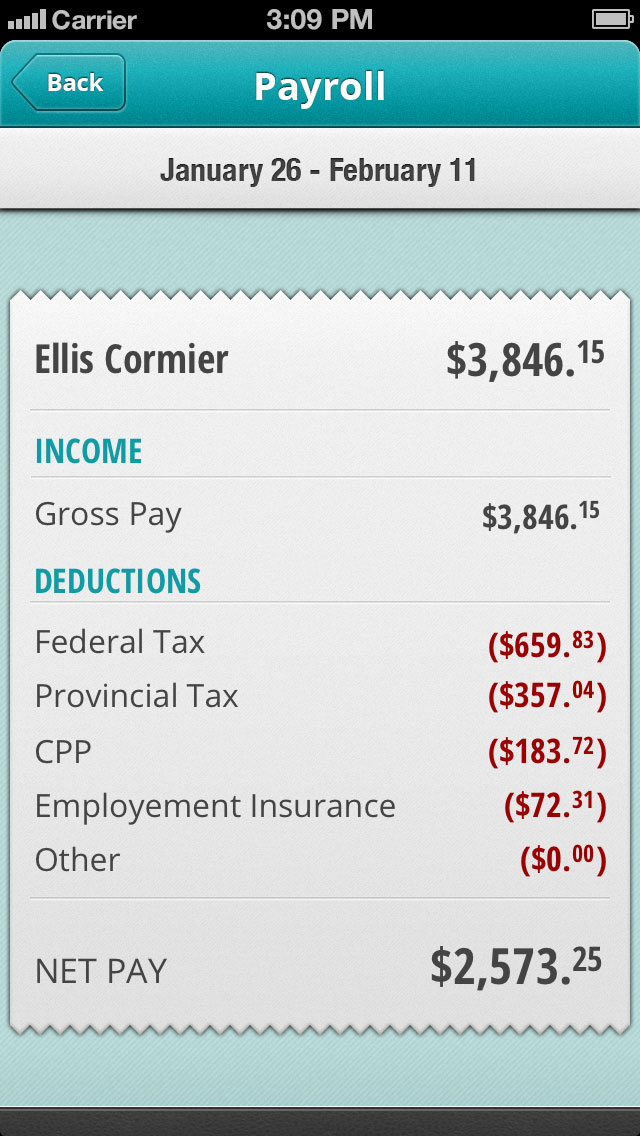 Carrier 3:09 PM
Back Payroll
January 26 - February 11
Ellis Cormier $3,846.15
INCOME
Gross Pay $3,846.15
DEDUCTIONS
Federal Tax ($659.83)
Provincial Tax ($357.04)
CPP ($183.72)
Employement Insurance ($72.31)
Other ($0.00)
NET PAY $2,573.25